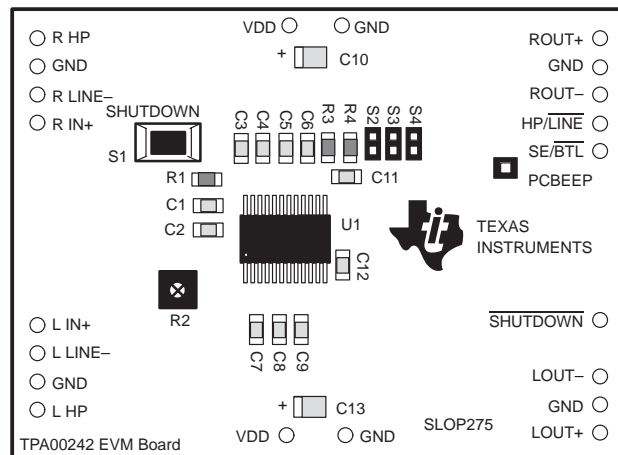 VDD
GND
R HP
GND
R LINE–
R IN+
+
C10
ROUT+
GND
ROUT–
HP/LINE
SE/BTL
PCBEEP
SHUTDOWN
S1
C3
C4
C5
C6
R3
R4
S2
S3
S4
R1
C1
C2
C11
U1
C12
R2
TEXAS
INSTRUMENTS
L IN+
L LINE–
GND
L HP
C7
C8
C9
SHUTDOWN
LOUT–
GND
LOUT+
+
C13
SLOP275
VDD
GND
TPA00242 EVM Board